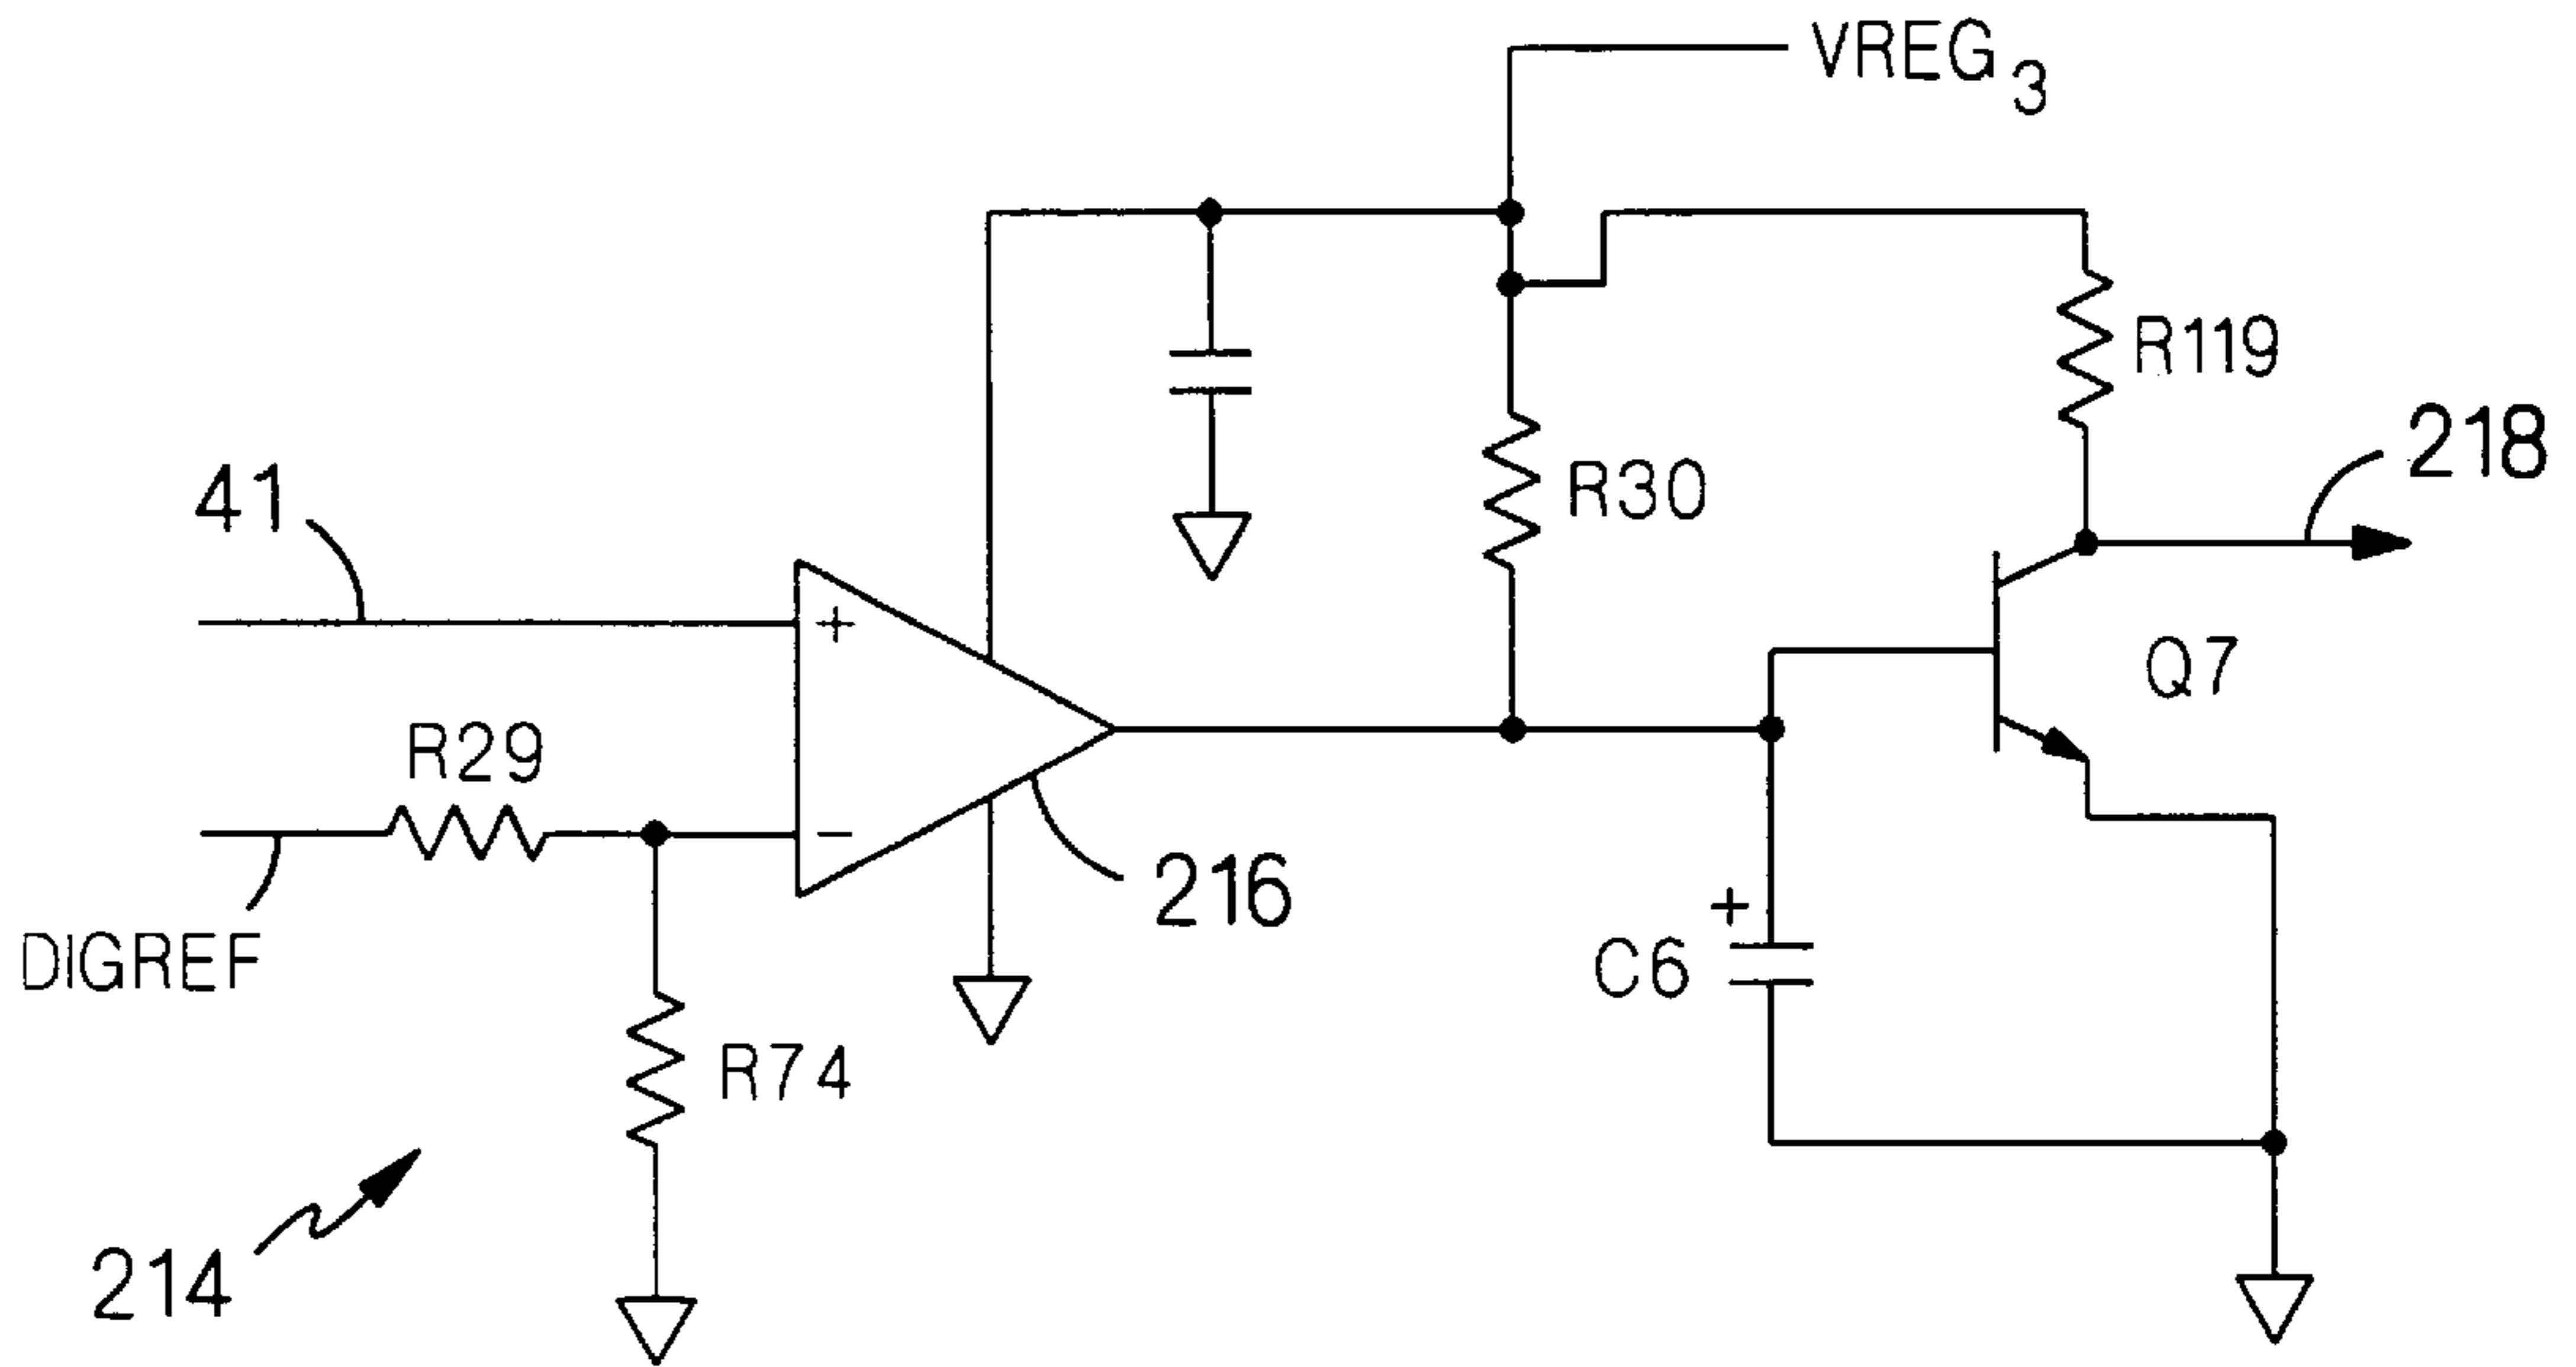 VREG3
R119
218
R30
41
+
Q7
R29
-
216
+
DIGREF
C6
R74
214